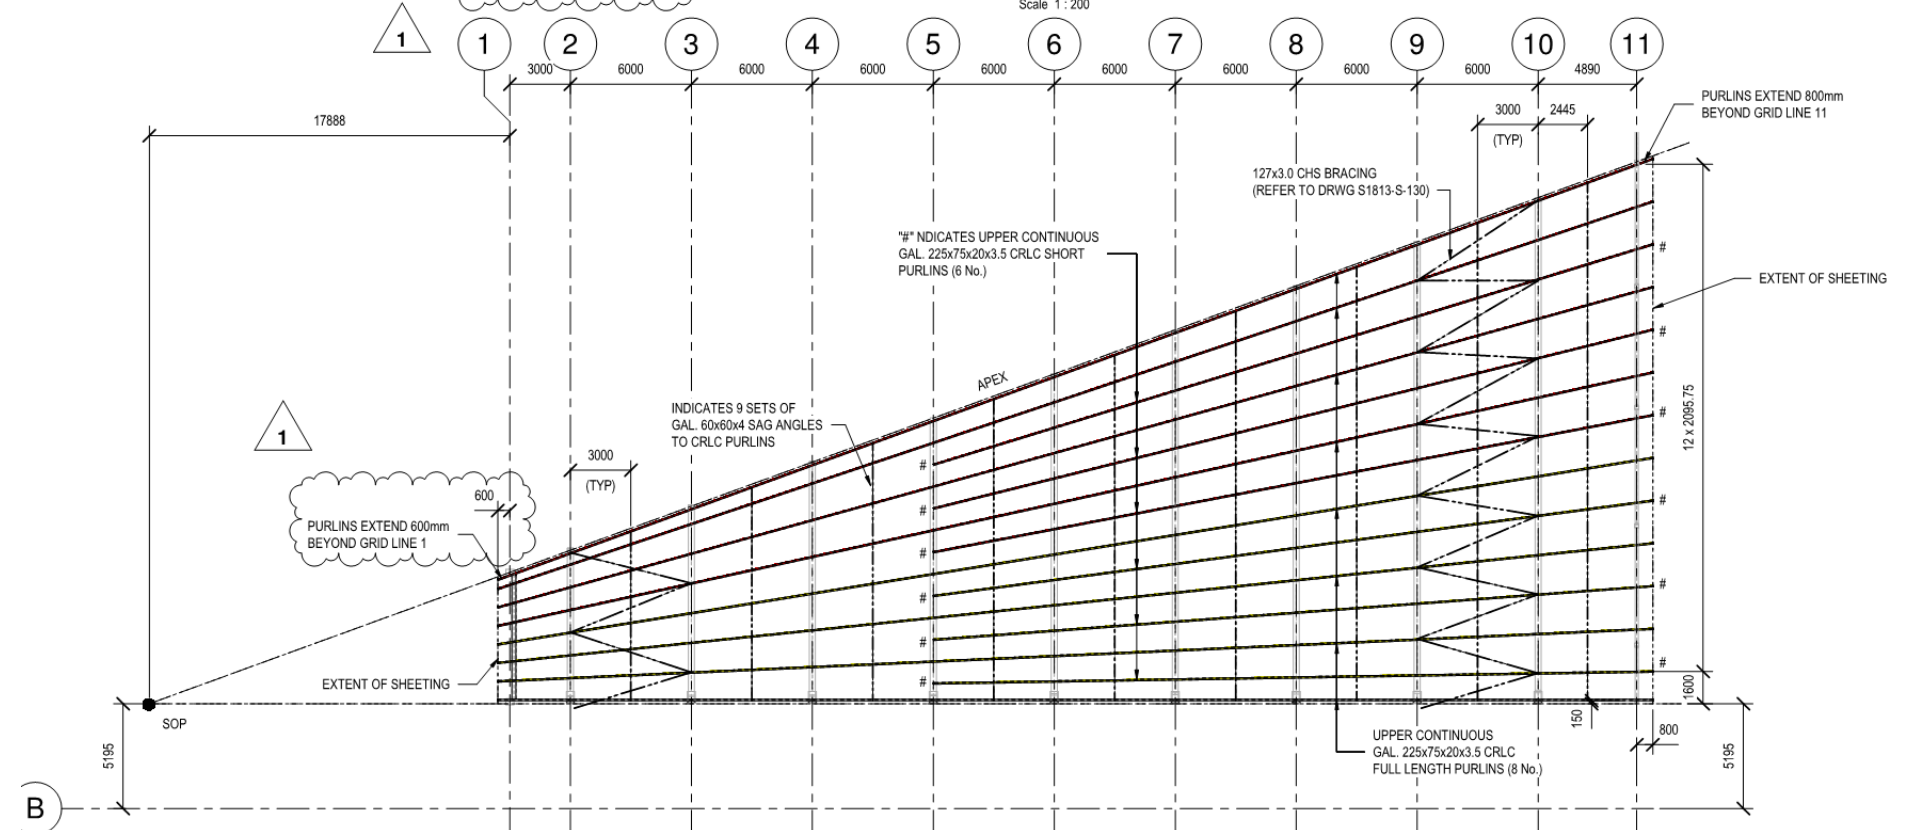 Scale 1 : 200
1
1
2
3
4
5
6
7
8
9
10
11
3000
6000
6000
6000
6000
6000
6000
6000
6000
4890
17888
3000
2445
(TYP)
PURLINS EXTEND 800mm
BEYOND GRID LINE 11
127x3.0 CHS BRACING
(REFER TO DRWG S1813-S-130)
"#" NDICATES UPPER CONTINUOUS
GAL. 225x75x20x3.5 CRLC SHORT
PURLINS (6 No.)
#
EXTENT OF SHEETING
#
APEX
INDICATES 9 SETS OF
GAL. 60x60x4 SAG ANGLES
TO CRLC PURLINS
12 x 2095.75
#
1
3000
(TYP)
#
600
#
#
PURLINS EXTEND 600mm
BEYOND GRID LINE 1
#
#
#
#
#
#
EXTENT OF SHEETING
1600
SOP
150
800
UPPER CONTINUOUS
GAL. 225x75x20x3.5 CRLC
FULL LENGTH PURLINS (8 No.)
5195
5195
B